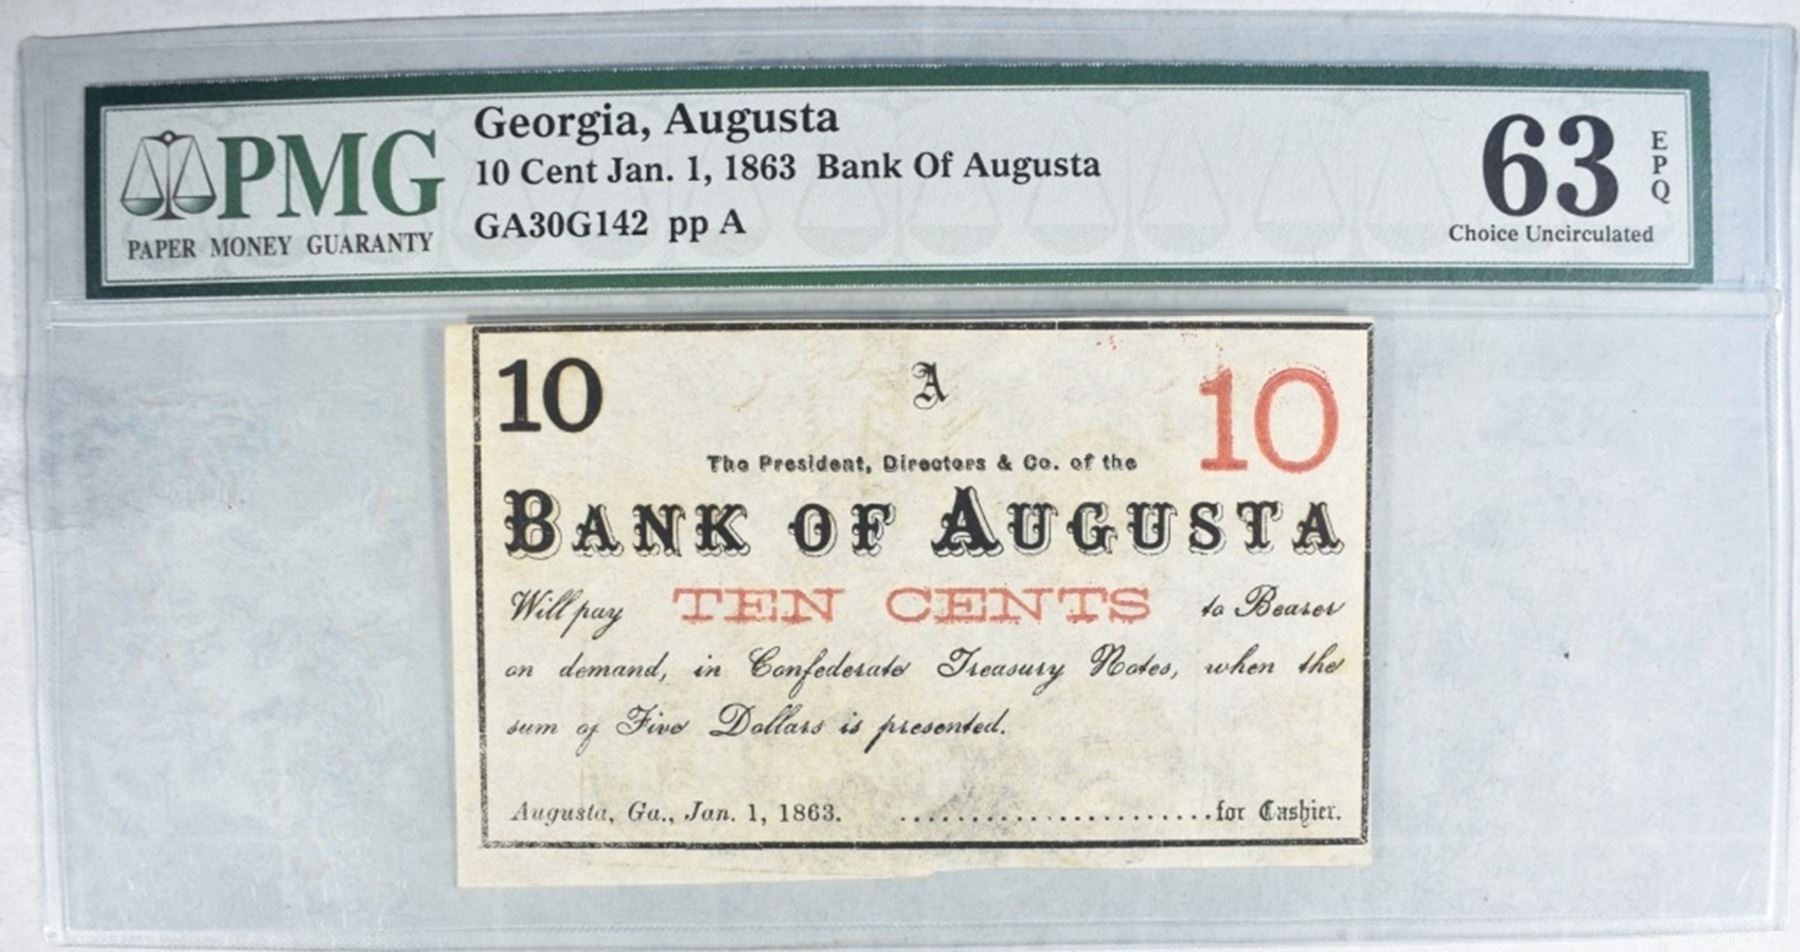 PMG
PAPER MONEY GUARANTY
Georgia, Augusta
10 Cent Jan. 1, 1863 Bank Of Augusta
GA30G142 pp A
63 EPQ
Choice Uncirculated
10 A 10
The President, Directors & Co. of the
BANK OF AUGUSTA
Will pay TEN CENTS to Bearer
on demand, in Confederate Treasury Notes, when the
sum of Five Dollars is presented.
Augusta, Ga., Jan. 1, 1863. ......................for Cashier.